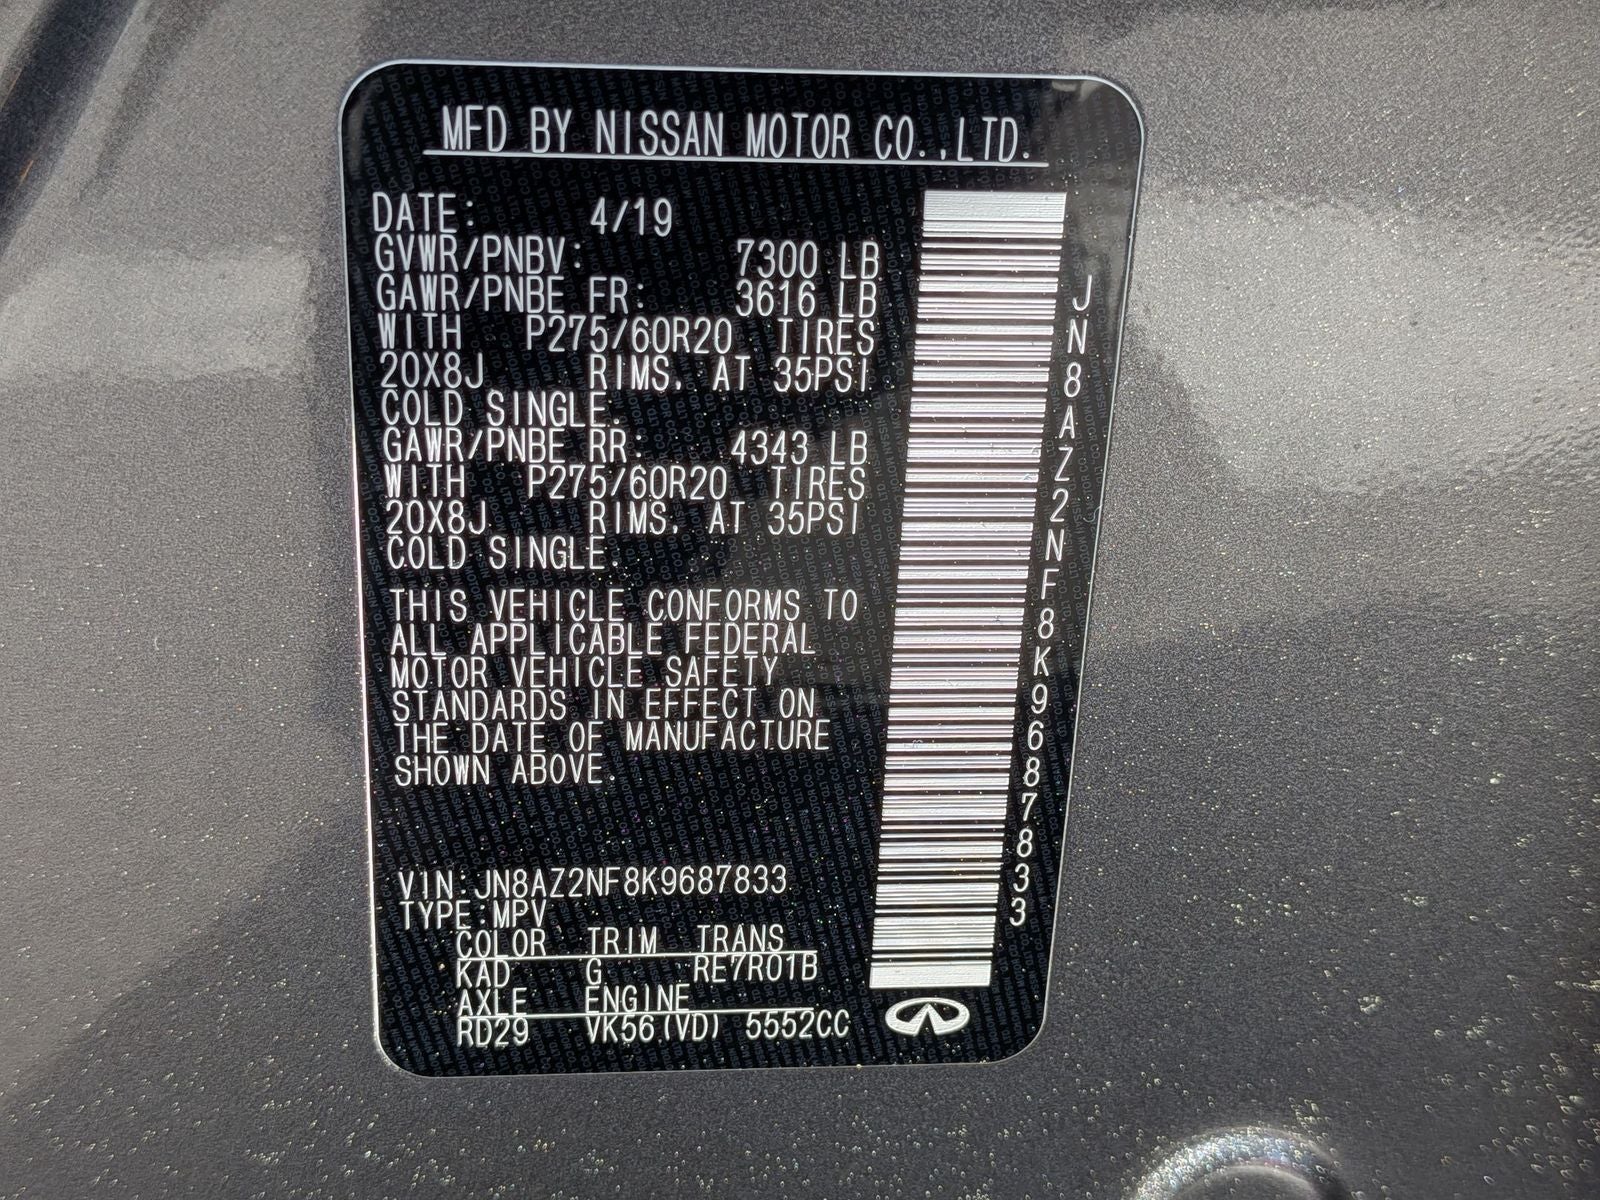 MFD BY NISSAN MOTOR CO.,LTD.
DATE: 4/19
GVWR/PNBV: 7300 LB
GAWR/PNBE FR: 3616 LB
WITH P275/60R20 TIRES
20X8J RIMS, AT 35PSI
COLD SINGLE.
GAWR/PNBE RR: 4343 LB
WITH P275/60R20 TIRES
20X8J RIMS, AT 35PSI
COLD SINGLE.
THIS VEHICLE CONFORMS TO
ALL APPLICABLE FEDERAL
MOTOR VEHICLE SAFETY
STANDARDS IN EFFECT ON
THE DATE OF MANUFACTURE
SHOWN ABOVE.
VIN:JN8AZ2NF8K9687833
TYPE:MPV
COLOR TRIM TRANS
KAD G RE7R01B
AXLE ENGINE
RD29 VK56(VD) 5552CC
JN8AZ2NF8K9687833